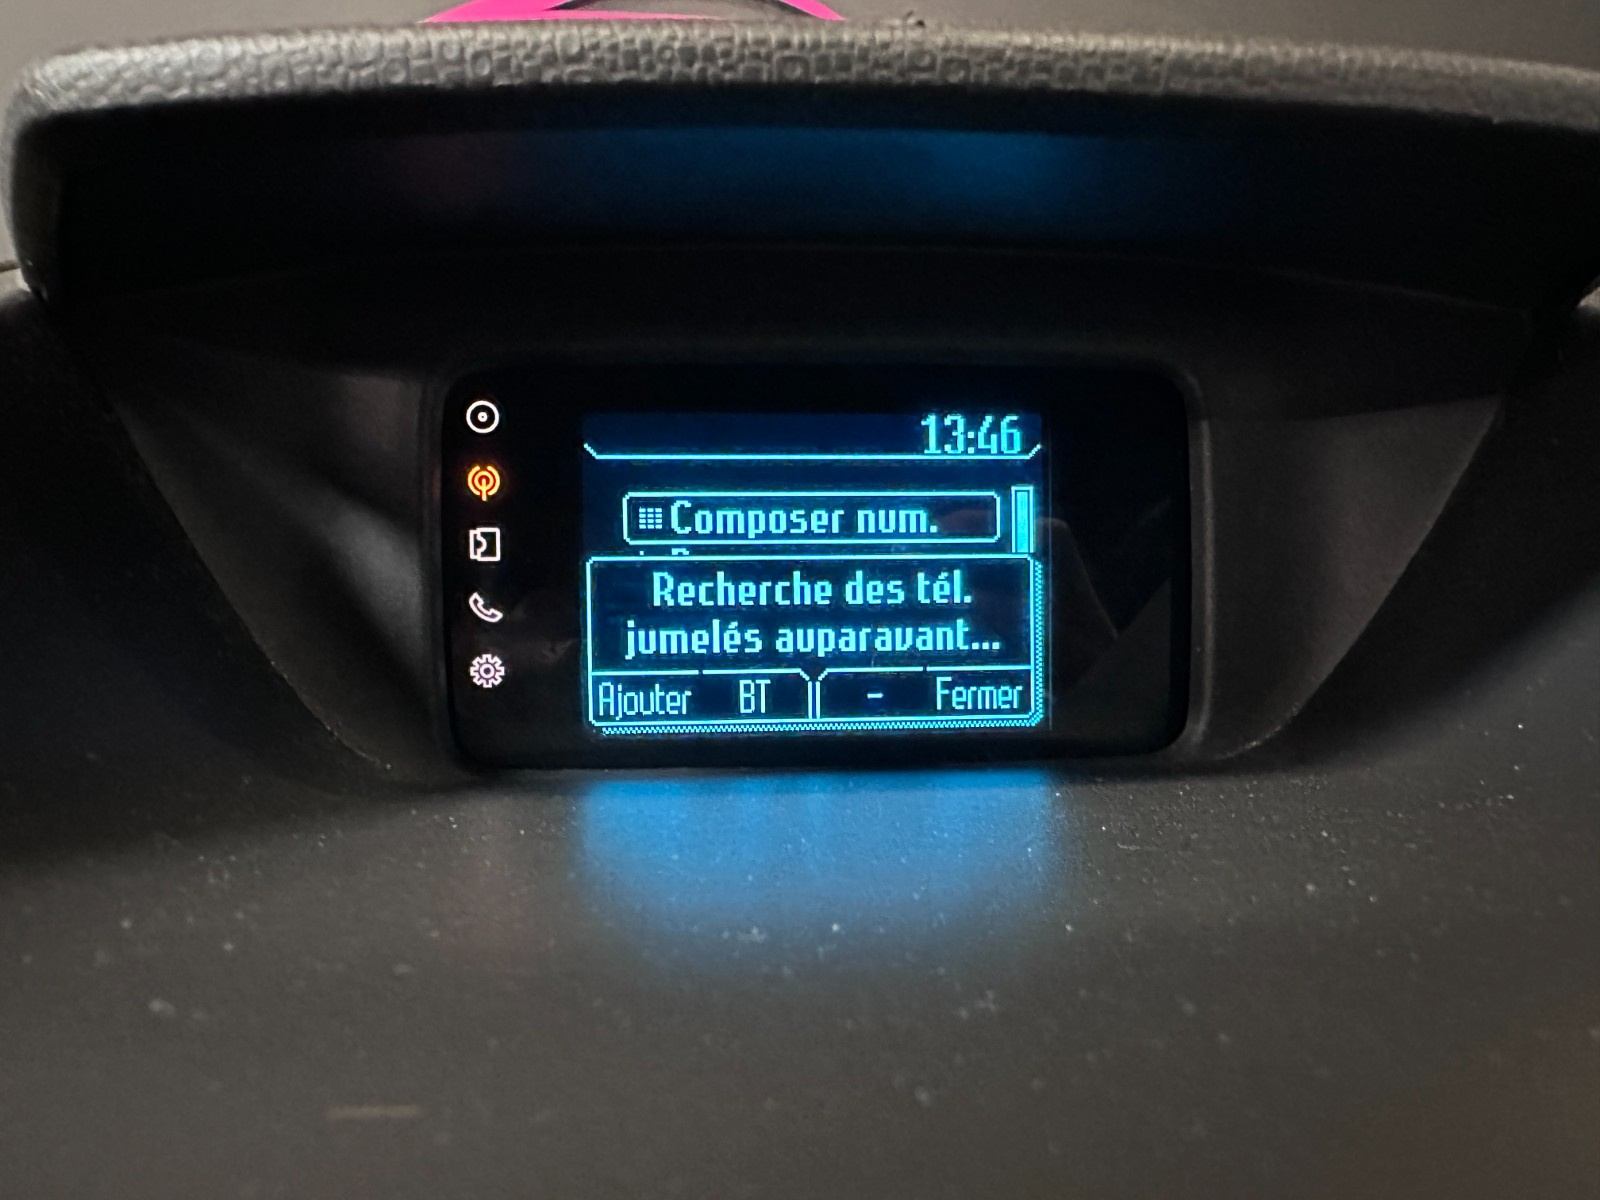 13:46
Composer num.
Recherche des tél.
jumelés auparavant...
Ajouter BT - Fermer